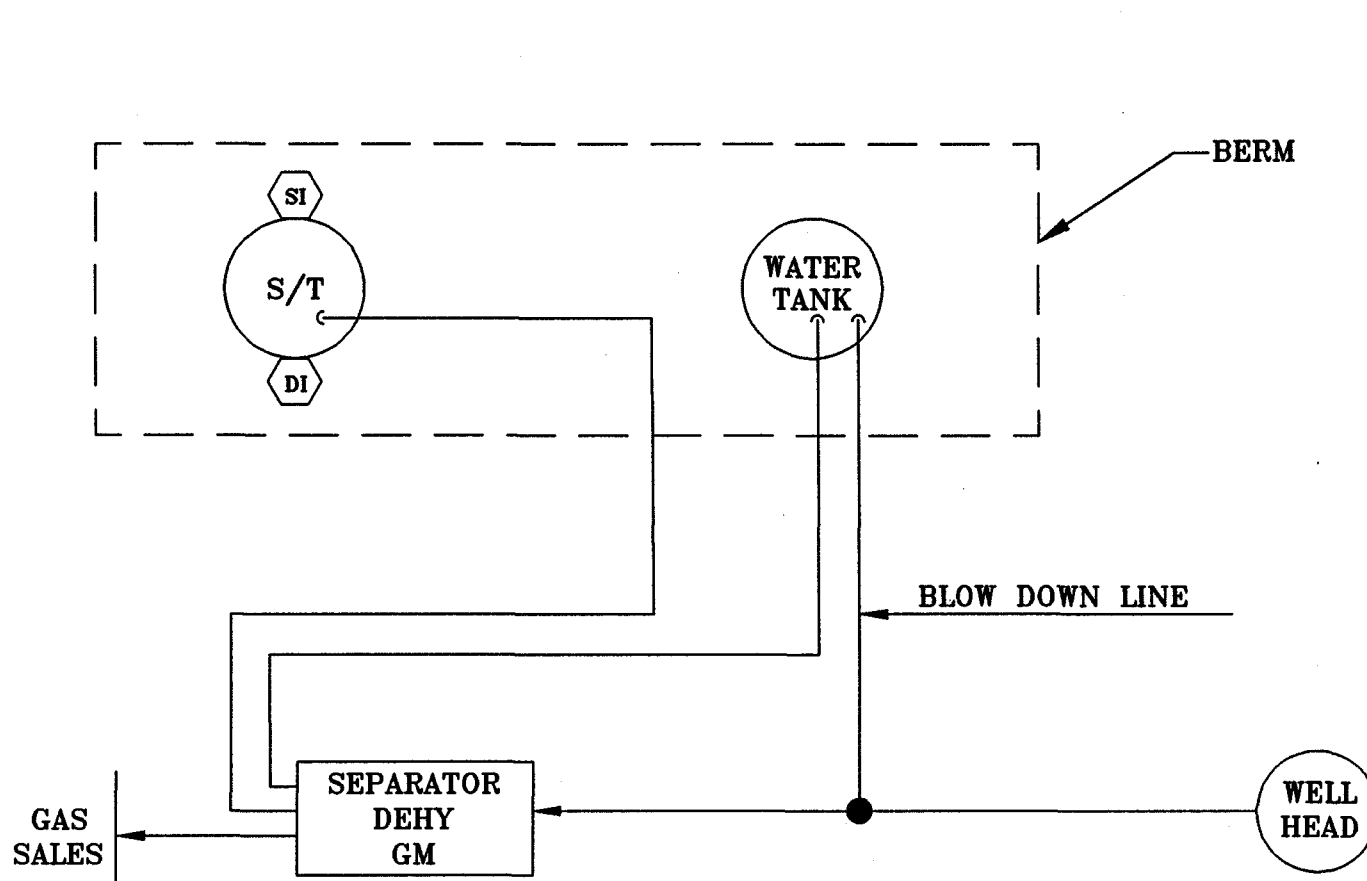 BERM
SI
S/T
DI
WATER
TANK
BLOW DOWN LINE
SEPARATOR
DEHY
GM
GAS
SALES
WELL
HEAD